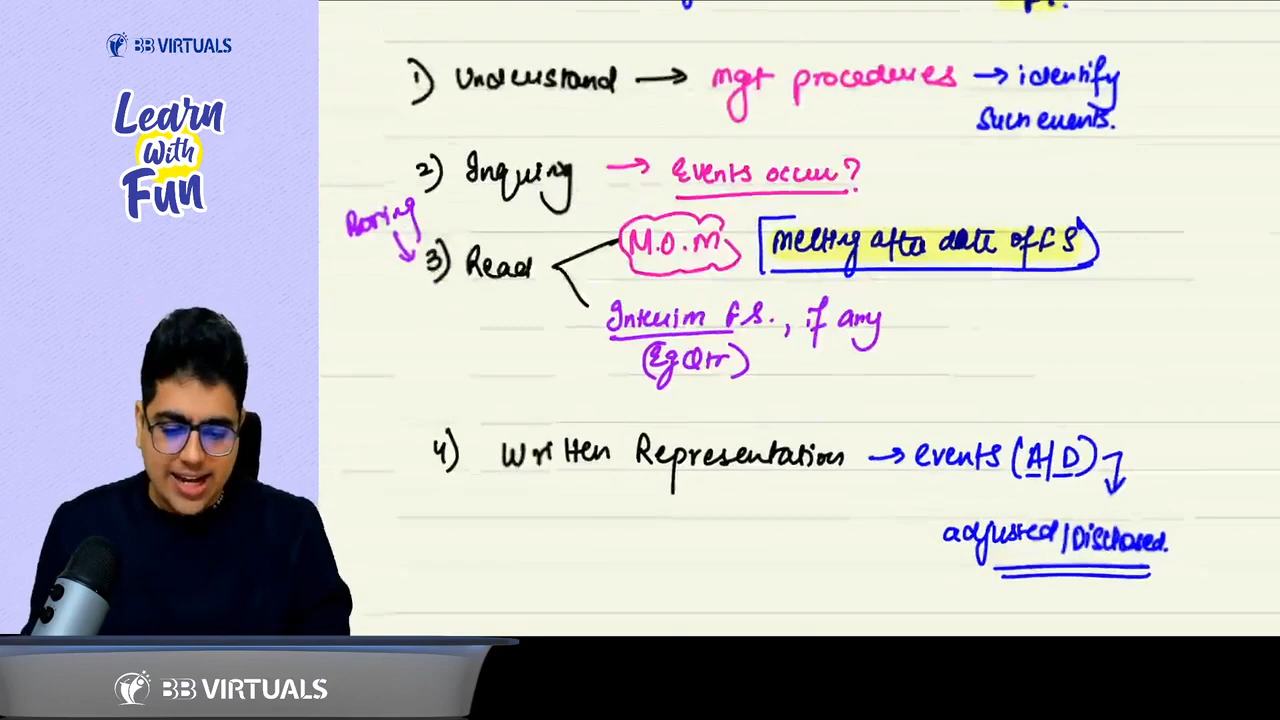 BB VIRTUALS
Learn
With
Fun
1) Understand → mgt procedures → identify
such events.
2) Inquiring → Events occur?
Boring
3) Read
M.O.M
Meeting after date of F.S
Interim F.S., if any
(Eg Qtr)
4) Written Representation → events (A/D)
adjusted/Disclosed.
BB VIRTUALS